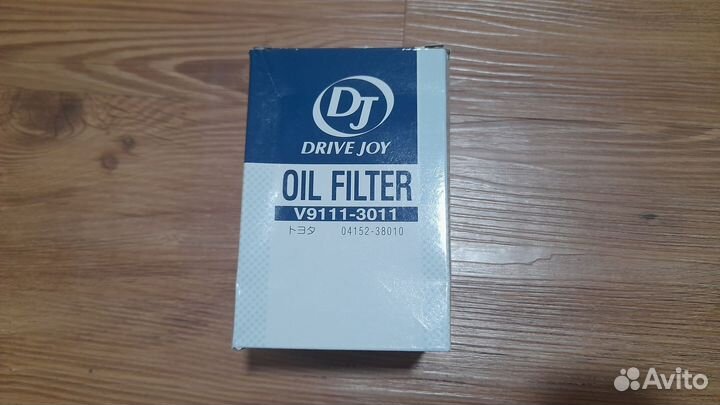 DJ
DRIVE JOY
OIL FILTER
V9111-3011
トヨタ 04152-38010
Avito